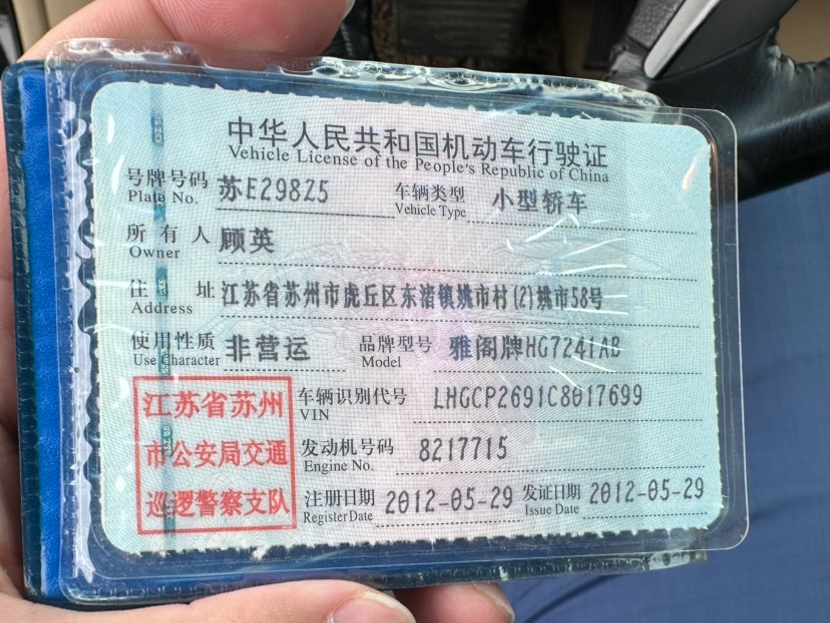 中华人民共和国机动车行驶证
Vehicle License of the People's Republic of China
号牌号码 苏E298Z5 车辆类型 小型轿车
Plate No. Vehicle Type
所有人 顾英
Owner
住址 江苏省苏州市虎丘区东渚镇姚市村(2)姚市58号
Address
使用性质 非营运 品牌型号 雅阁牌HG7241AB
Use Character Model
江苏省苏州 车辆识别代号 LHGCP2691C8017699
VIN
市公安局交通 发动机号码 8217715
Engine No.
巡逻警察支队 注册日期 2012-05-29 发证日期 2012-05-29
Register Date Issue Date